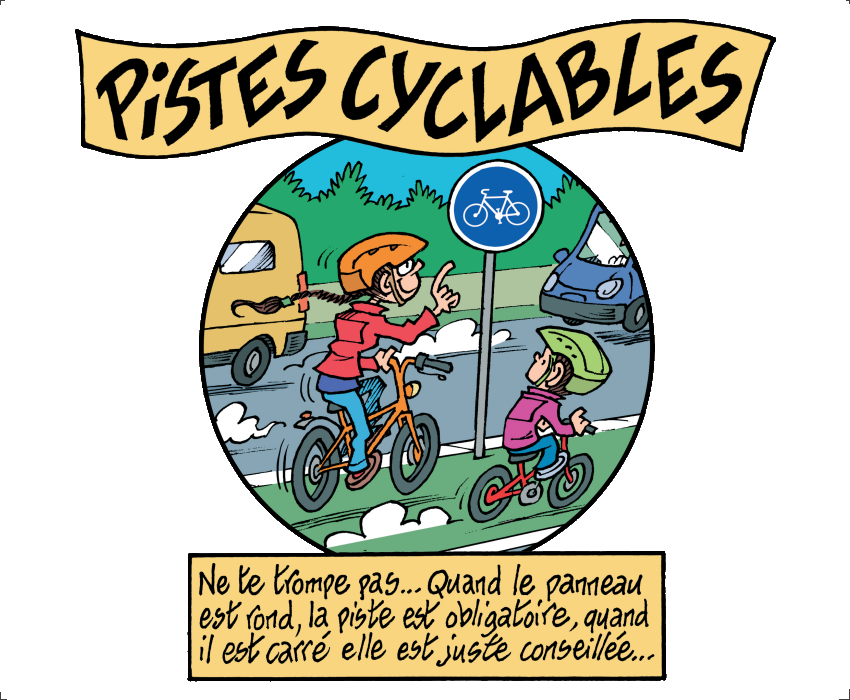 PiSTES CYCLABLES
Ne te trompe pas... Quand le panneau
est rond, la piste est obligatoire, quand
il est carré elle est juste conseillée...